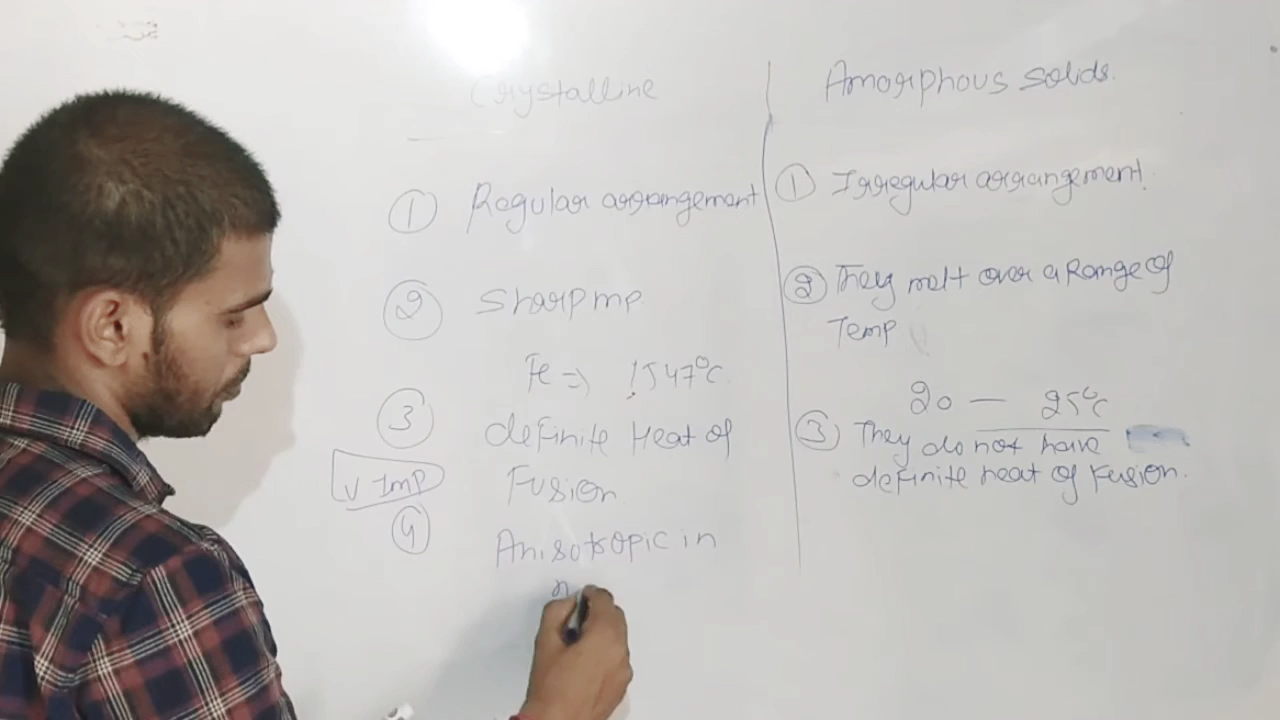 Crystalline
① Regular arrangement
② Sharp mp
Fe => 1547°C
③ definite Heat of
V Imp Fusion
④ Anisotropic in
n
Amorphous solids.
① Irregular arrangement.
② They melt over a Range of
Temp
20 — 25°C
③ They do not have
definite heat of Fusion.